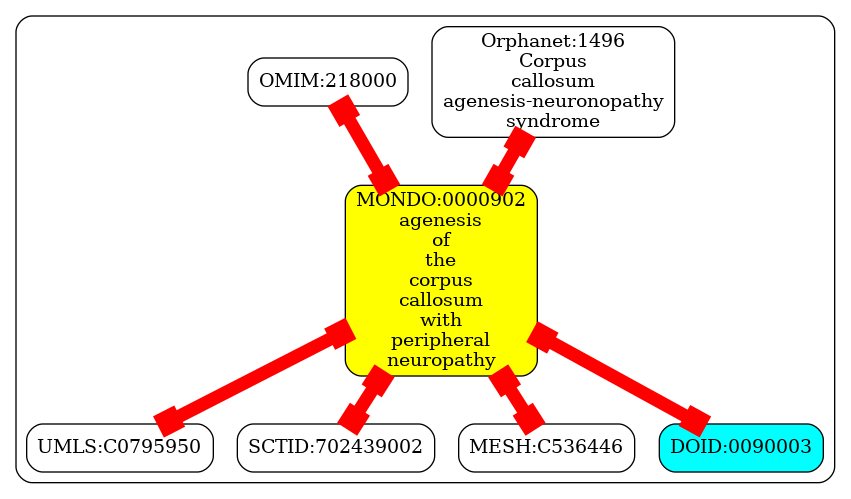 OMIM:218000
Orphanet:1496
Corpus
callosum
agenesis-neuronopathy
syndrome
MONDO:0000902
agenesis
of
the
corpus
callosum
with
peripheral
neuropathy
UMLS:C0795950
SCTID:702439002
MESH:C536446
DOID:0090003